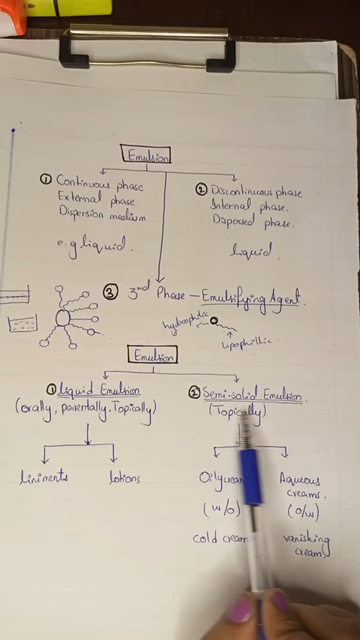 Emulsion
① Continuous phase
External phase
Dispersion medium
e.g liquid.
② Discontinuous phase
Internal phase.
Dispersed phase.
liquid.
③ 3rd Phase – Emulsifying Agent.
hydrophilic
lipophillic
Emulsion
① liquid Emulsion
(Orally, parentally, Topically)
liniments
lotions
② Semi-solid Emulsion.
(Topically)
Oily cream
(w/o)
cold cream
Aqueous
creams.
(o/w)
vanishing
cream.